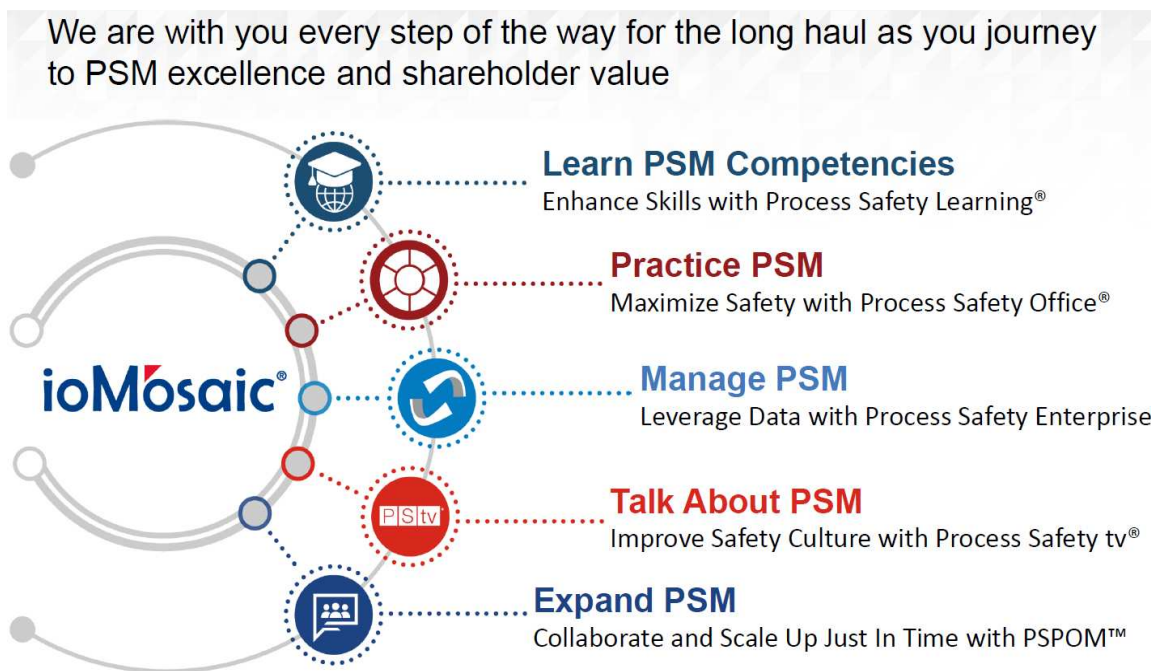 We are with you every step of the way for the long haul as you journey
to PSM excellence and shareholder value
Learn PSM Competencies
Enhance Skills with Process Safety Learning®
Practice PSM
Maximize Safety with Process Safety Office®
ioMosaic®
Manage PSM
Leverage Data with Process Safety Enterprise
P|S|tv
Talk About PSM
Improve Safety Culture with Process Safety tv®
Expand PSM
Collaborate and Scale Up Just In Time with PSPOM™